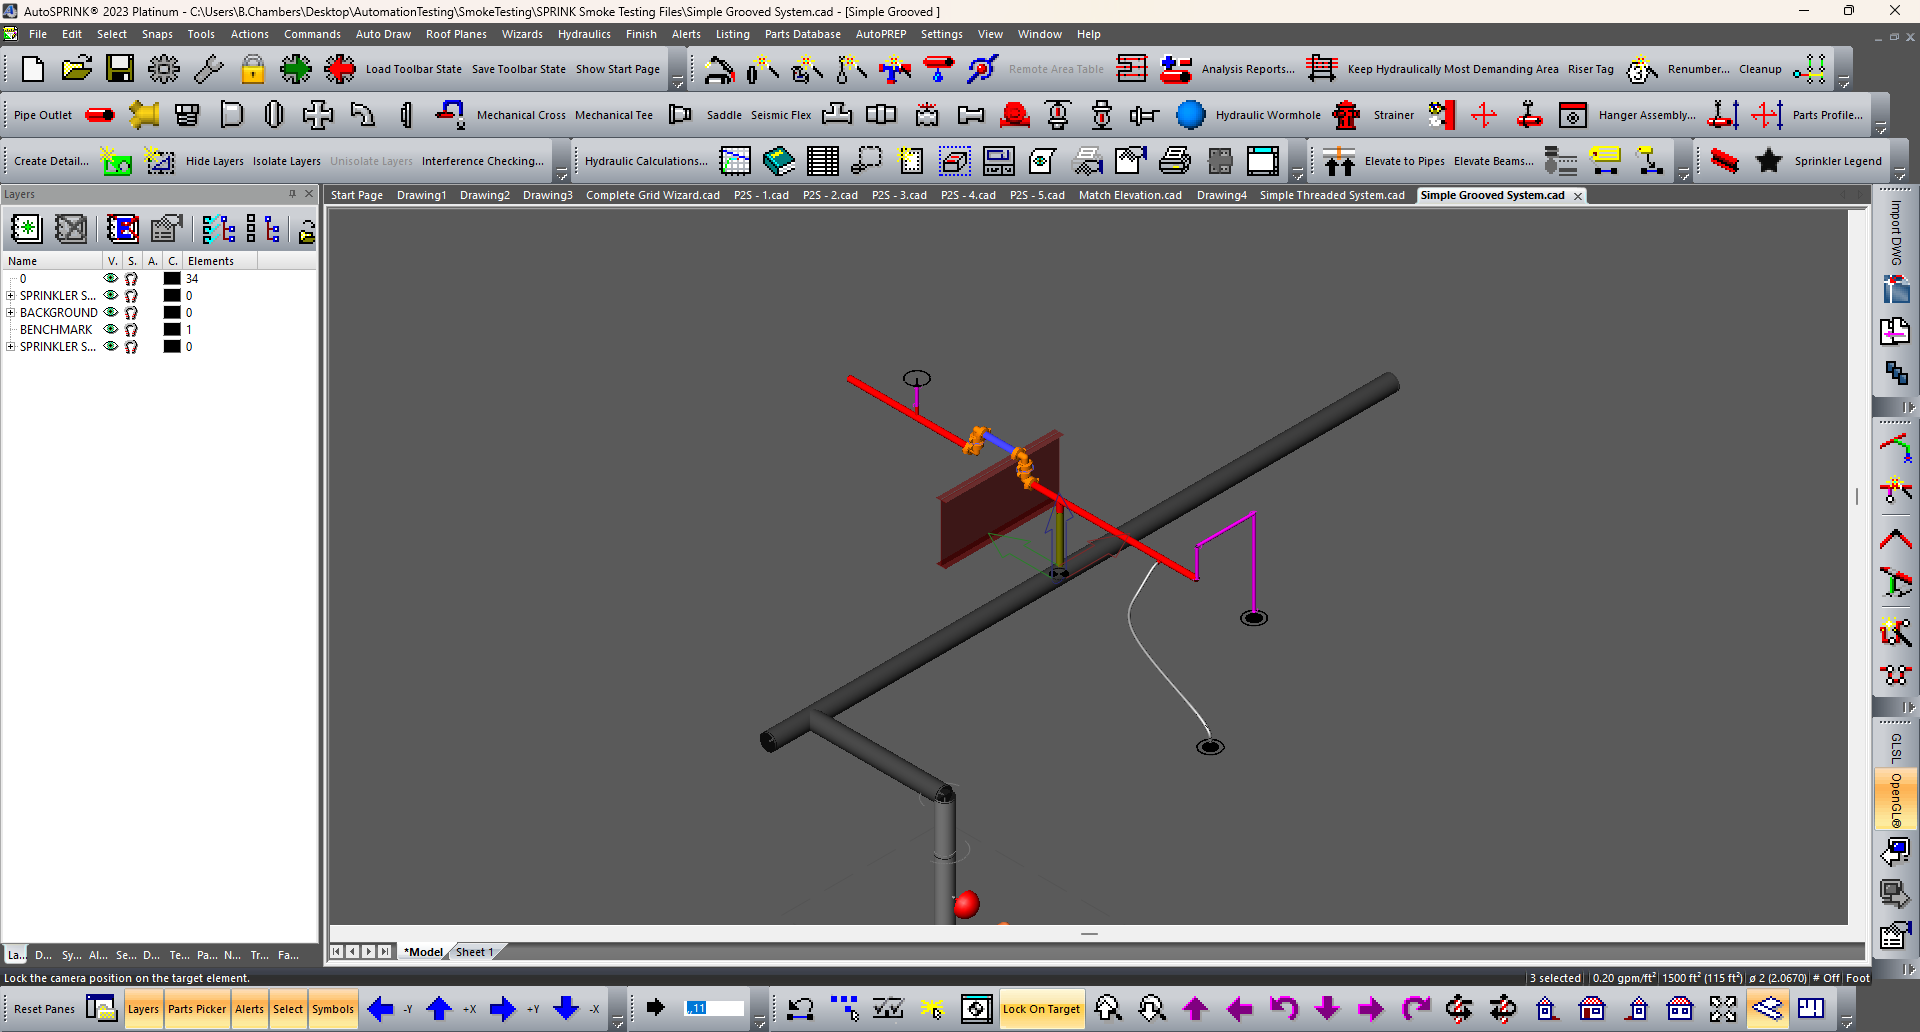 AutoSPRINK® 2023 Platinum - C:\Users\B.Chambers\Desktop\AutomationTesting\SmokeTesting\SPRINK Smoke Testing Files\Simple Grooved System.cad - [Simple Grooved ]
File Edit Select Snaps Tools Actions Commands Auto Draw Roof Planes Wizards Hydraulics Finish Alerts Listing Parts Database AutoPREP Settings View Window Help
Load Toolbar State Save Toolbar State Show Start Page Remote Area Table Analysis Reports... Keep Hydraulically Most Demanding Area Riser Tag Renumber... Cleanup
Pipe Outlet Mechanical Cross Mechanical Tee Saddle Seismic Flex Hydraulic Wormhole Strainer Hanger Assembly... Parts Profile...
Create Detail... Hide Layers Isolate Layers Unisolate Layers Interference Checking... Hydraulic Calculations... Elevate to Pipes Elevate Beams... Sprinkler Legend
Layers
Start Page Drawing1 Drawing2 Drawing3 Complete Grid Wizard.cad P2S - 1.cad P2S - 2.cad P2S - 3.cad P2S - 4.cad P2S - 5.cad Match Elevation.cad Drawing4 Simple Threaded System.cad Simple Grooved System.cad
Name V. S. A. C. Elements
0 34
SPRINKLER S... 0
BACKGROUND 0
BENCHMARK 1
SPRINKLER S... 0
Import DWG
GLSL
OpenGL®
La... D... Sy... Al... Se... D... Te... Pa... N... Tr... Fa...
*Model Sheet 1
Lock the camera position on the target element.
3 selected 0.20 gpm/ft² 1500 ft² (115 ft²) ø 2 (2.0670) # Off Foot
Reset Panes Layers Parts Picker Alerts Select Symbols -Y +X +Y -X ,,11 Lock On Target